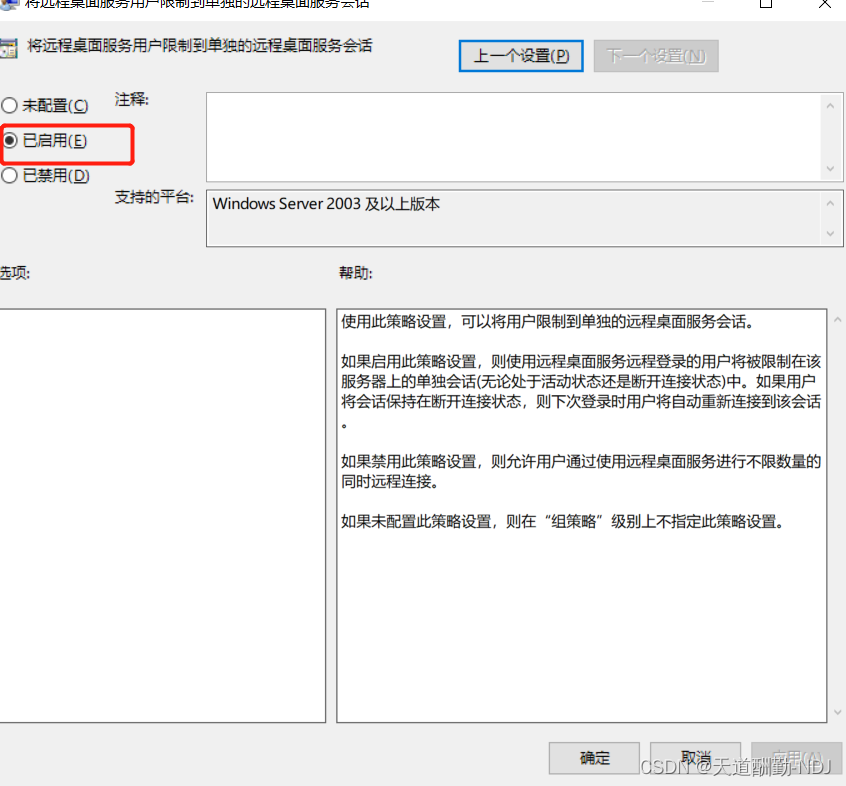 将远程桌面服务用户限制到单独的远程桌面服务会话
将远程桌面服务用户限制到单独的远程桌面服务会话
上一个设置(P)
下一个设置(N)
未配置(C)
注释:
已启用(E)
已禁用(D)
支持的平台:
Windows Server 2003 及以上版本
选项:
帮助:
使用此策略设置，可以将用户限制到单独的远程桌面服务会话。
如果启用此策略设置，则使用远程桌面服务远程登录的用户将被限制在该
服务器上的单独会话(无论处于活动状态还是断开连接状态)中。如果用户
将会话保持在断开连接状态，则下次登录时用户将自动重新连接到该会话
。
如果禁用此策略设置，则允许用户通过使用远程桌面服务进行不限数量的
同时远程连接。
如果未配置此策略设置，则在“组策略”级别上不指定此策略设置。
确定
取消
应用(A)
CSDN @天道酬勤-NDJ